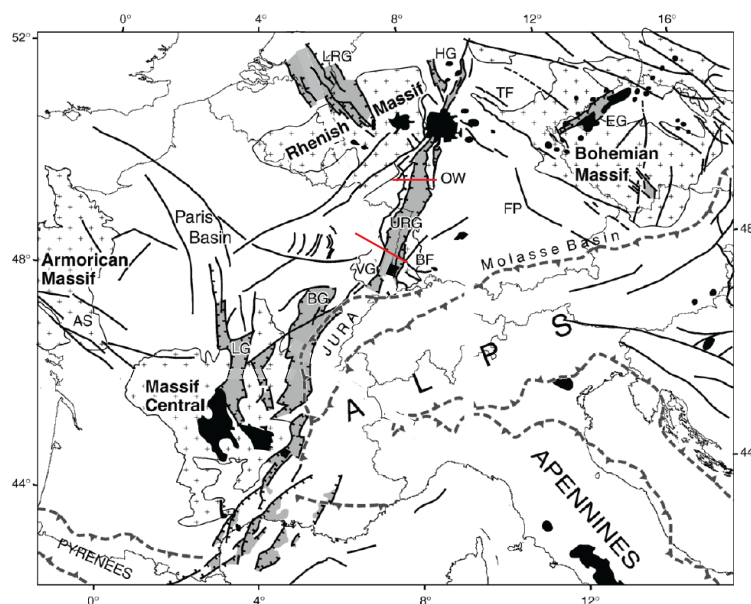 0° 4° 8° 12° 16°
52°
LRG
HG
TF
Rhenish Massif
EG
Bohemian
Massif
OW
Paris
Basin
URG
FP
48°
48
Armorican
Massif
VG
BF
Molasse Basin
AS
BG
JURA
LG
ALPS
Massif
Central
44°
44
APENNINES
PYRENEES
0° 4° 8° 12°